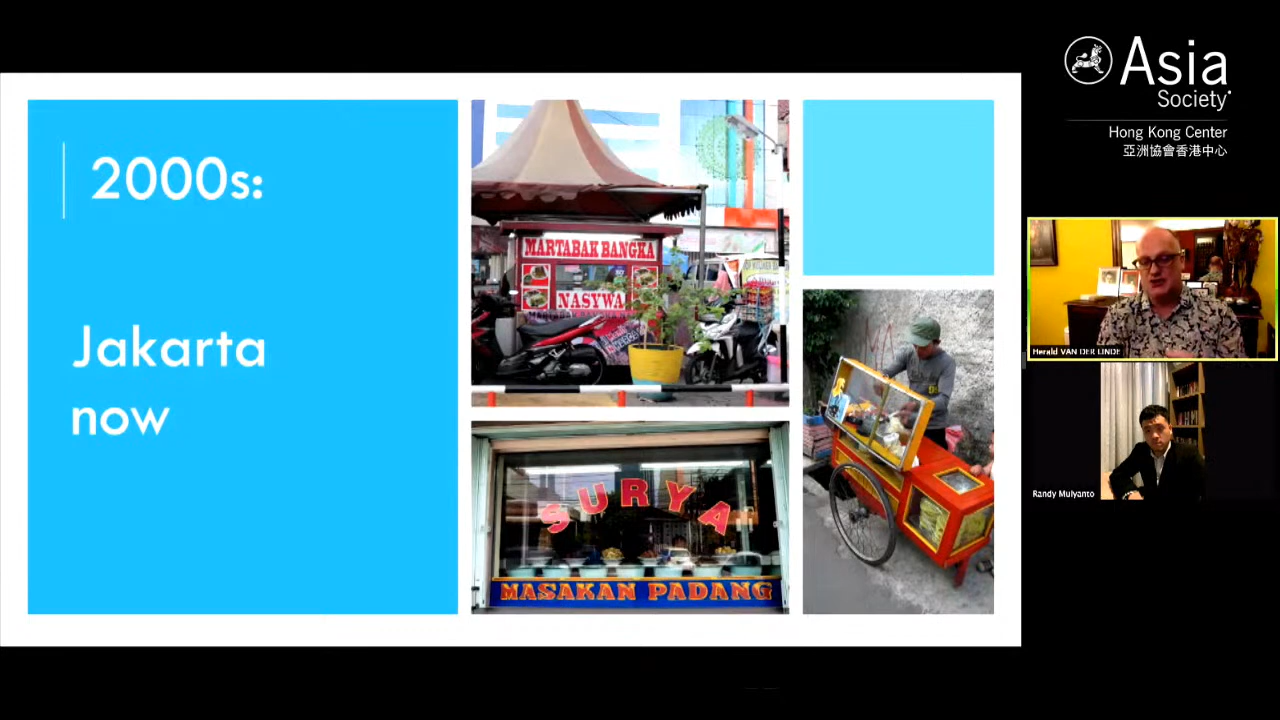 2000s:
Jakarta
now
MARTABAK BANGKA
NASYWA
SURYA
MASAKAN PADANG
Asia
Society
Hong Kong Center
亞洲協會香港中心
Herald VAN DER LINDE
Randy Mulyanto